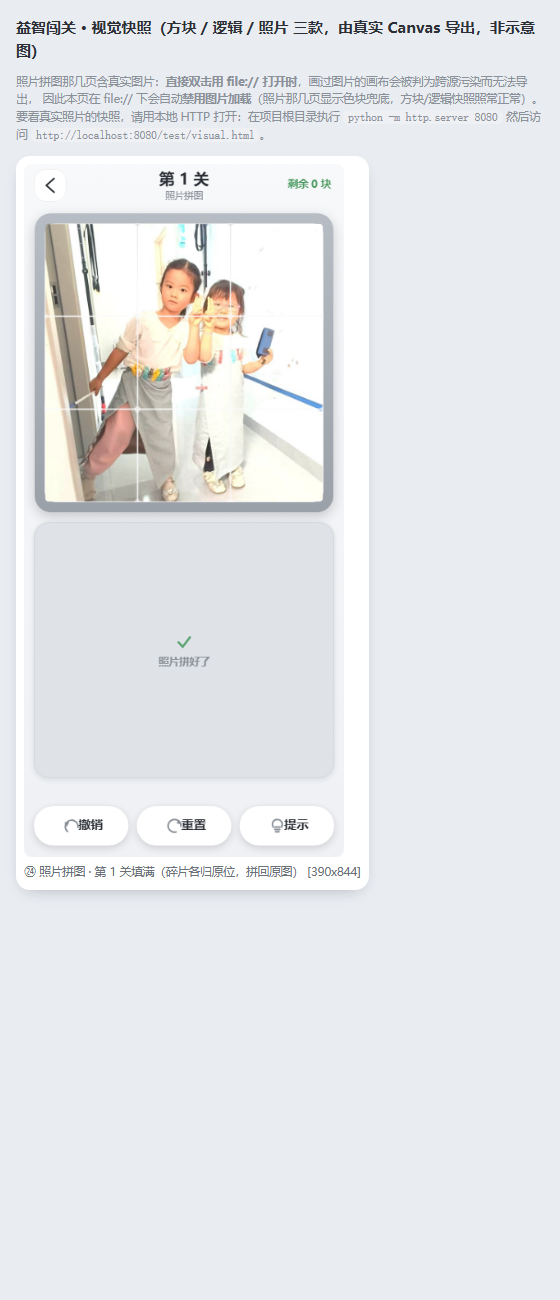 益智闯关 · 视觉快照（方块 / 逻辑 / 照片 三款，由真实 Canvas 导出，非示意
图）
照片拼图那几页含真实图片：直接双击用 file:// 打开时，画过图片的画布会被判为跨源污染而无法导
出， 因此本页在 file:// 下会自动禁用图片加载（照片那几页显示色块兜底，方块/逻辑快照照常正常）。
要看真实照片的快照，请用本地 HTTP 打开：在项目根目录执行 python -m http.server 8080 然后访
问 http://localhost:8080/test/visual.html 。
第 1 关
照片拼图
剩余 0 块
照片拼好了
撤销
重置
提示
㉔ 照片拼图 · 第 1 关填满（碎片各归原位，拼回原图） [390x844]